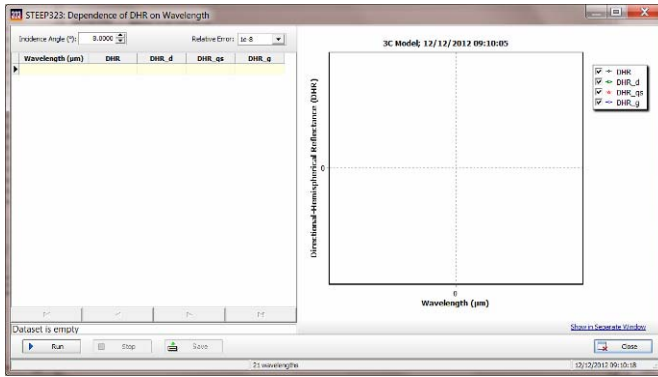 STEEP323: Dependence of DHR on Wavelength
Incidence Angle (°): 8.0000 Relative Error: 1e-8
Wavelength (µm) DHR DHR_d DHR_qs DHR_g
3C Model; 12/12/2012 09:10:05
Directional-Hemispherical Reflectance (DHR)
0
0
Wavelength (µm)
DHR
DHR_d
DHR_qs
DHR_g
Dataset is empty
Show in Separate Window
Run Stop Save Close
21 wavelengths 12/12/2012 09:10:18